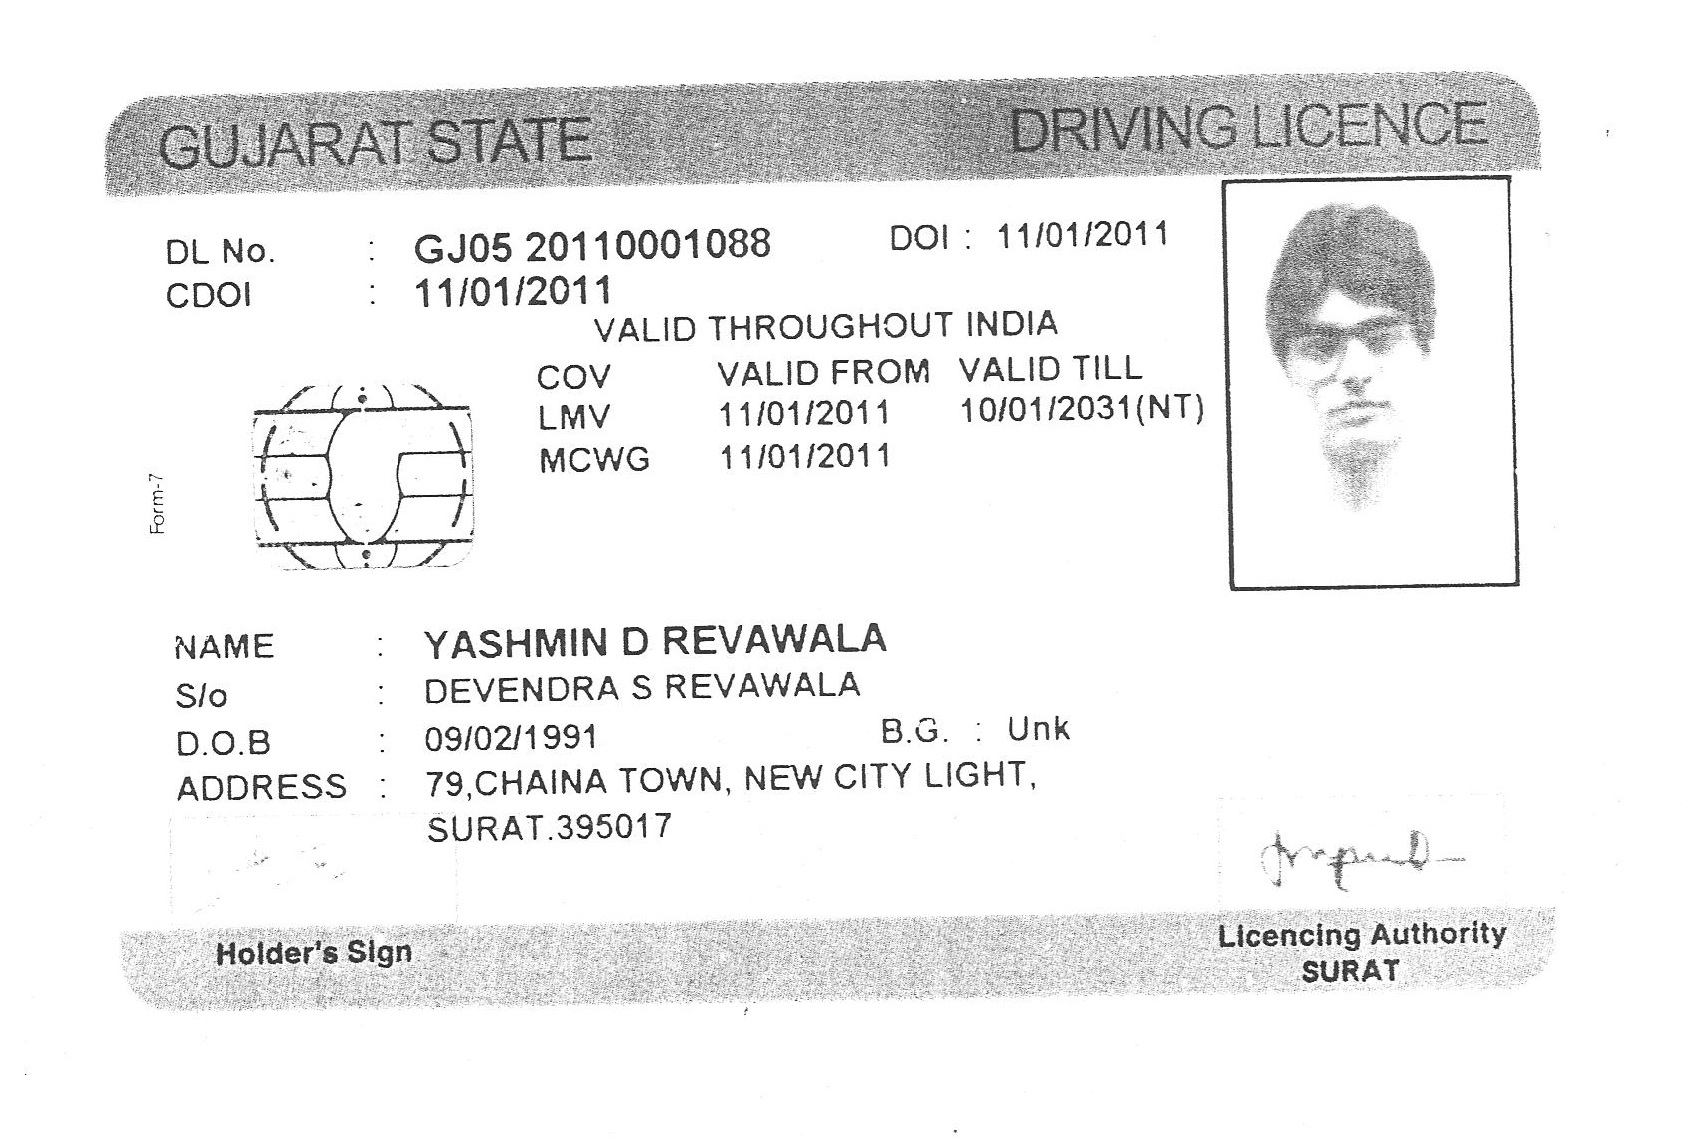 GUJARAT STATE DRIVING LICENCE
DL No. : GJ05 20110001088 DOI : 11/01/2011
CDOI : 11/01/2011
VALID THROUGHOUT INDIA
COV VALID FROM VALID TILL
LMV 11/01/2011 10/01/2031(NT)
MCWG 11/01/2011
Form-7
NAME : YASHMIN D REVAWALA
S/o : DEVENDRA S REVAWALA
D.O.B : 09/02/1991 B.G. : Unk
ADDRESS : 79,CHAINA TOWN, NEW CITY LIGHT,
SURAT.395017
Holder's Sign Licencing Authority
SURAT